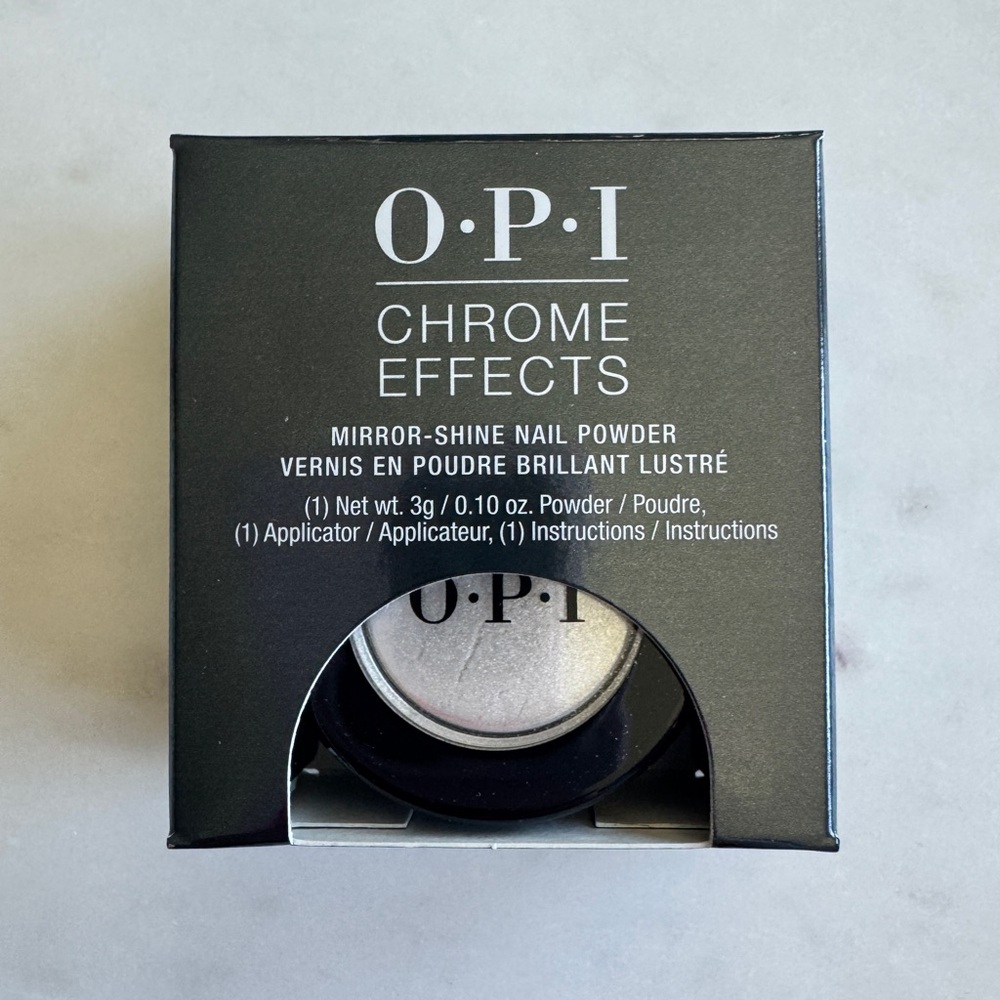 O·P·I
CHROME
EFFECTS
MIRROR-SHINE NAIL POWDER
VERNIS EN POUDRE BRILLANT LUSTRÉ
(1) Net wt. 3g / 0.10 oz. Powder / Poudre,
(1) Applicator / Applicateur, (1) Instructions / Instructions
O·P·I